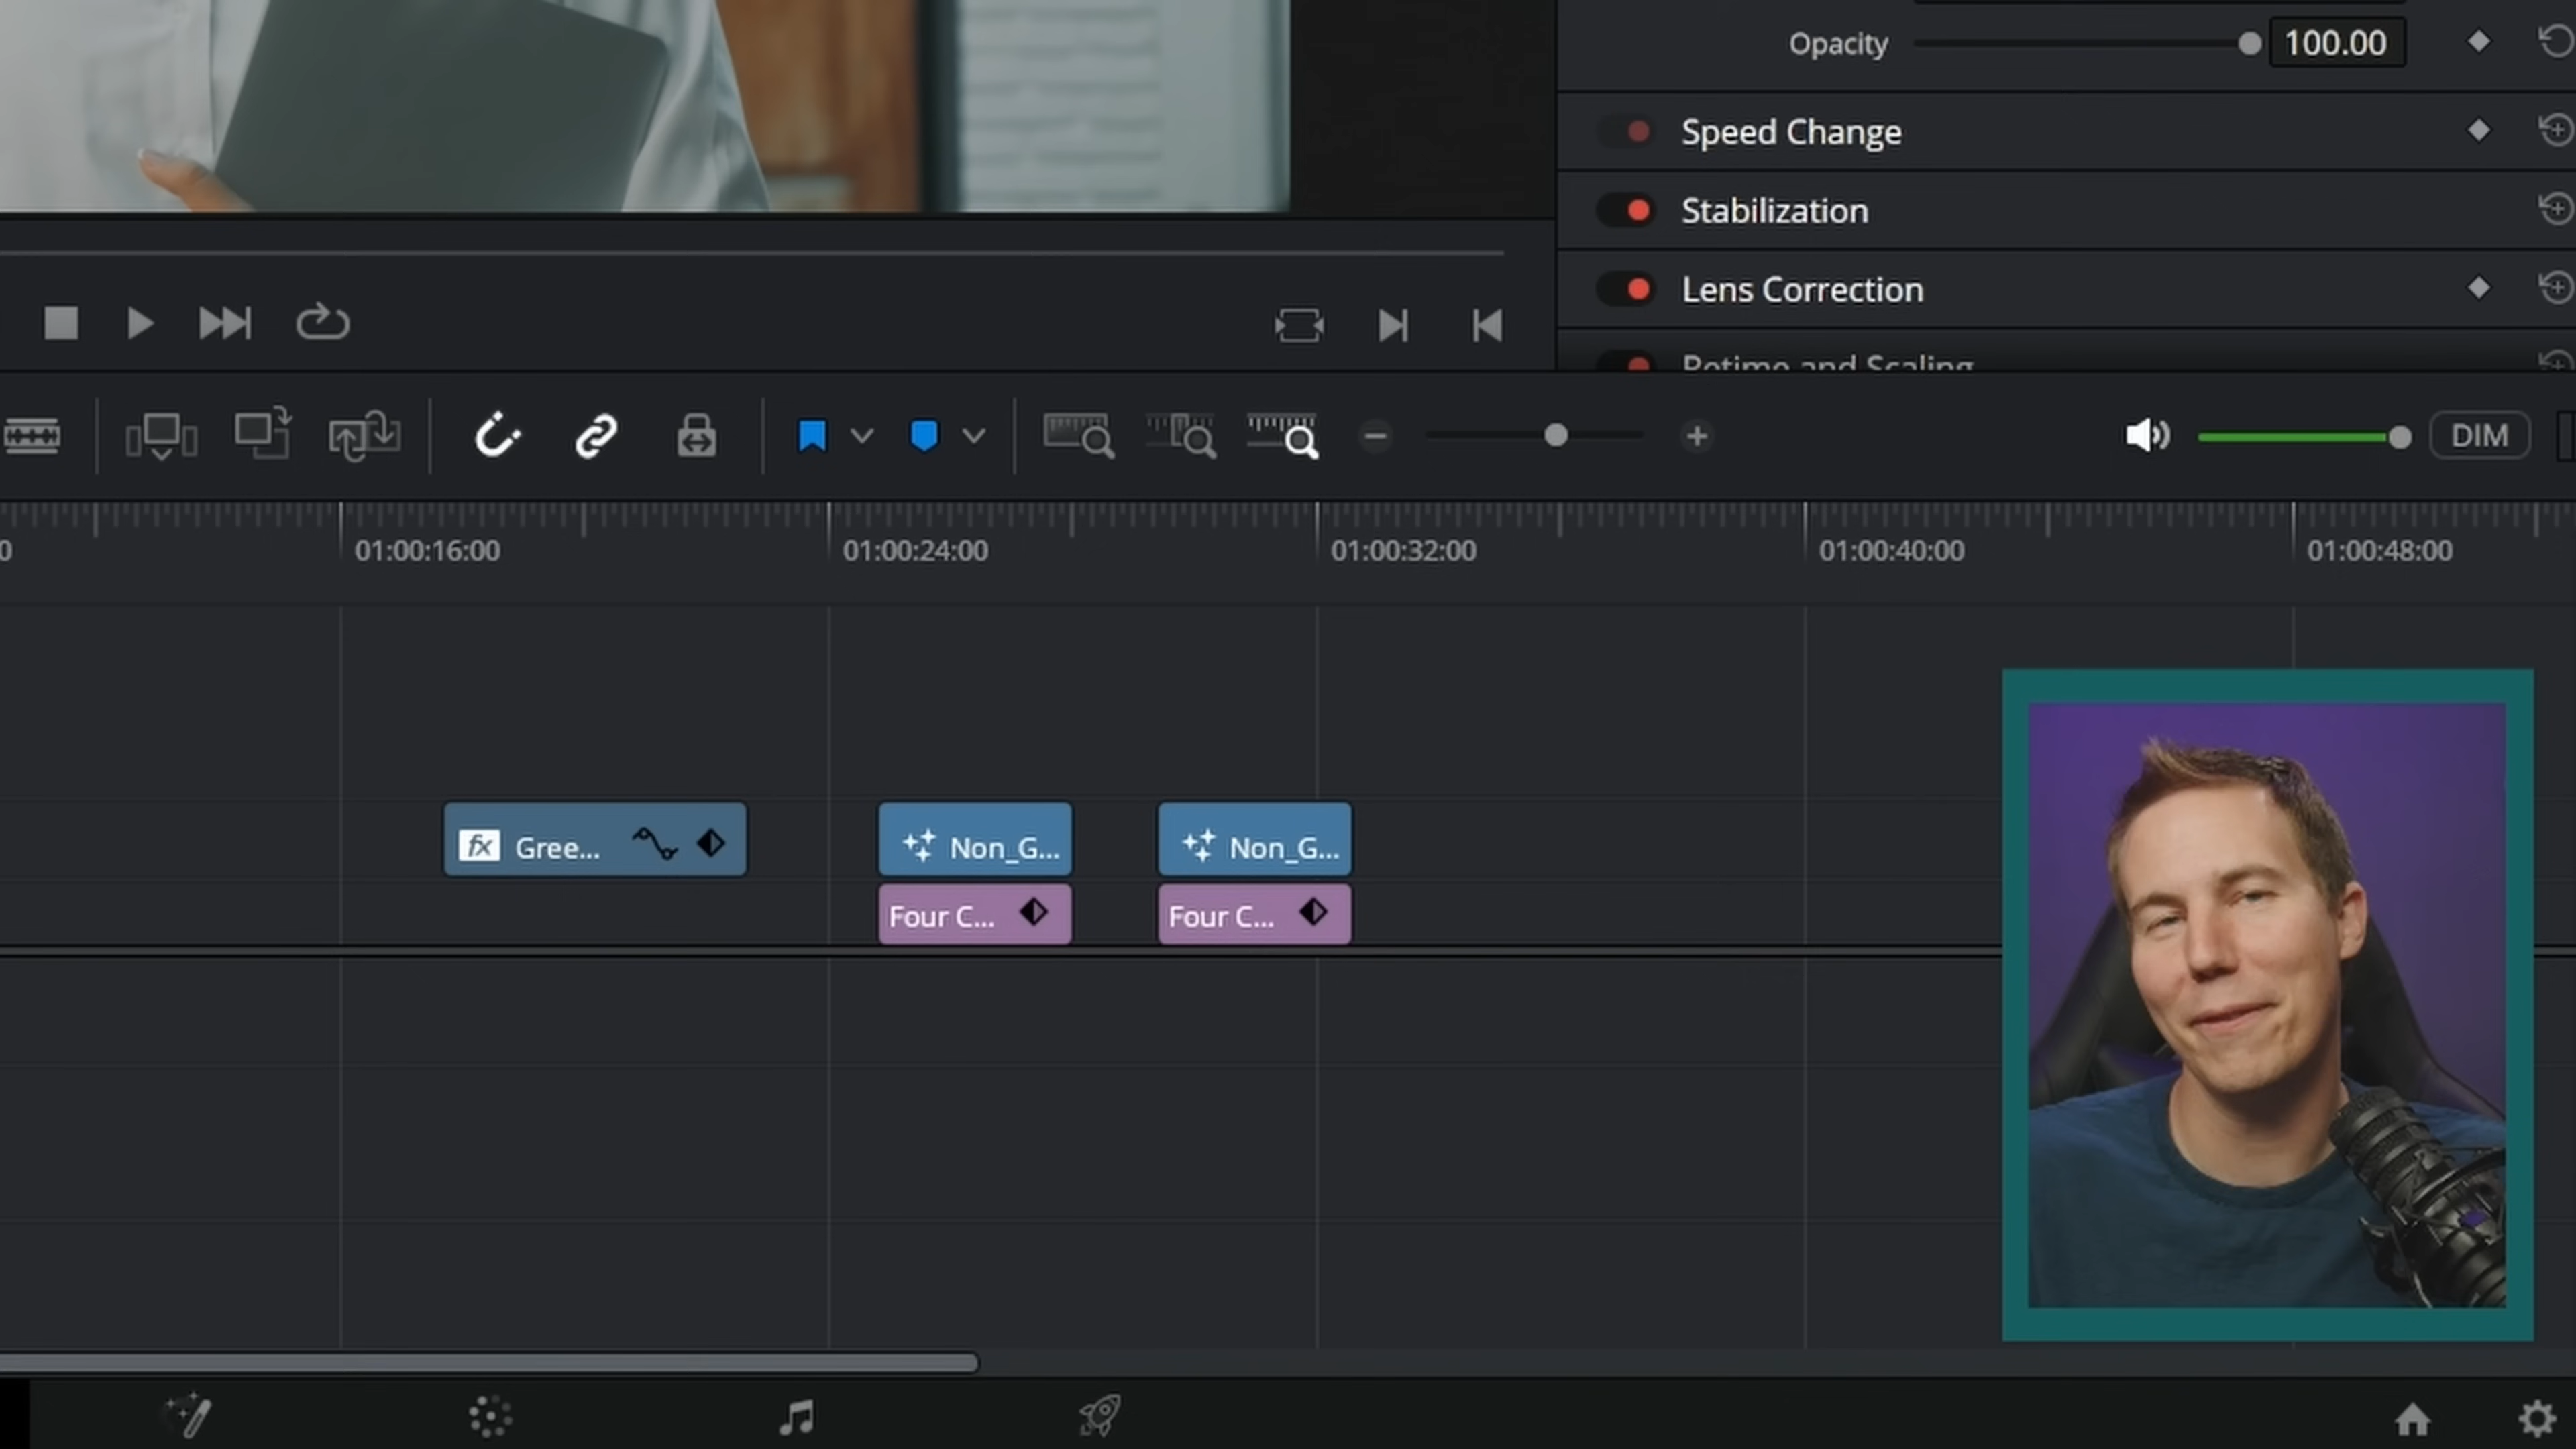 Opacity 100.00
Speed Change
Stabilization
Lens Correction
Retime and Scaling
DIM
0 01:00:16:00 01:00:24:00 01:00:32:00 01:00:40:00 01:00:48:00
fx Gree... Non_G... Non_G...
Four C... Four C...